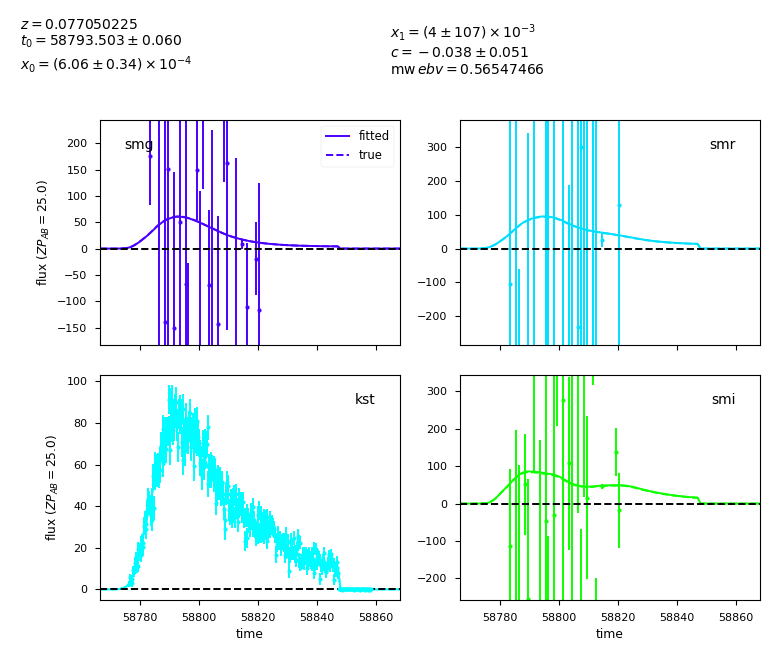 z = 0.077050225
t₀ = 58793.503 ± 0.060
x₀ = (6.06 ± 0.34) × 10⁻⁴
x₁ = (4 ± 107) × 10⁻³
c = −0.038 ± 0.051
mw ebv = 0.56547466
smg
fitted
true
flux (ZP_AB = 25.0)
200
150
100
50
0
−50
−100
−150
smr
300
200
100
0
−100
−200
kst
flux (ZP_AB = 25.0)
100
80
60
40
20
0
58780 58800 58820 58840 58860
time
smi
300
200
100
0
−100
−200
58780 58800 58820 58840 58860
time